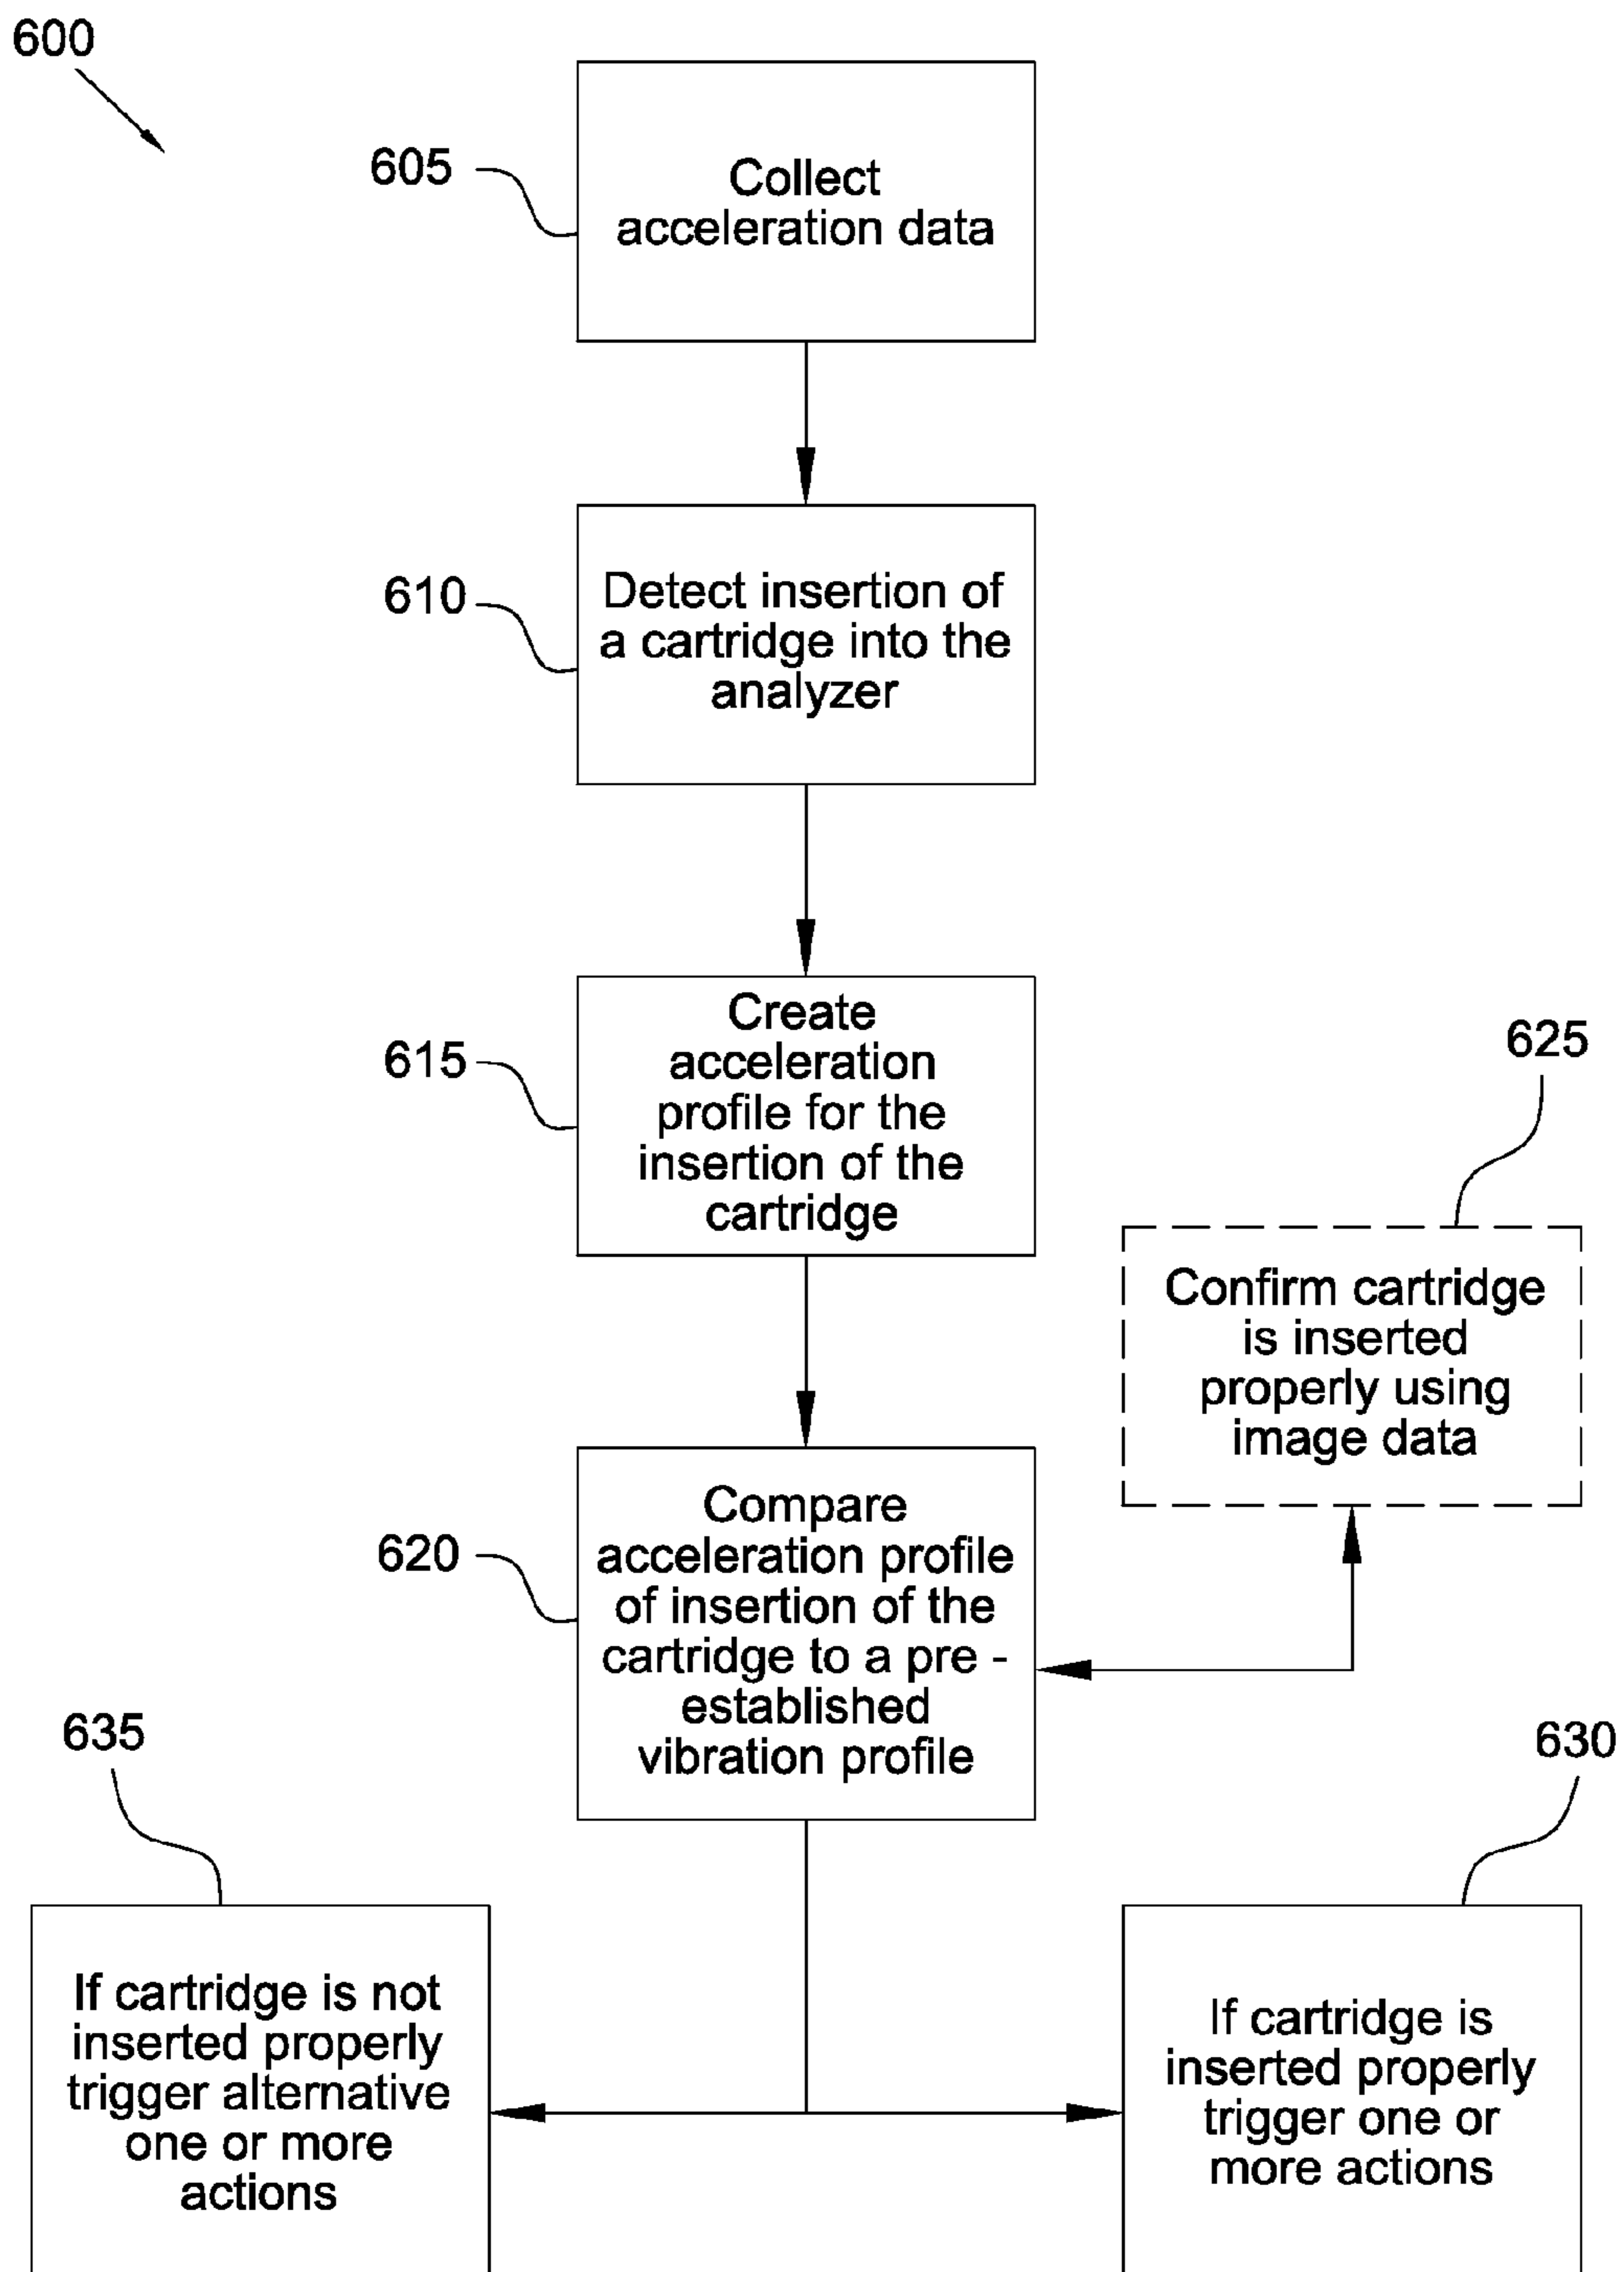 600
605
Collect
acceleration data
610
Detect insertion of
a cartridge into the
analyzer
615
Create
acceleration
profile for the
insertion of the
cartridge
625
Confirm cartridge
is inserted
properly using
image data
620
Compare
acceleration profile
of insertion of the
cartridge to a pre -
established
vibration profile
635
If cartridge is not
inserted properly
trigger alternative
one or more
actions
630
If cartridge is
inserted properly
trigger one or
more actions